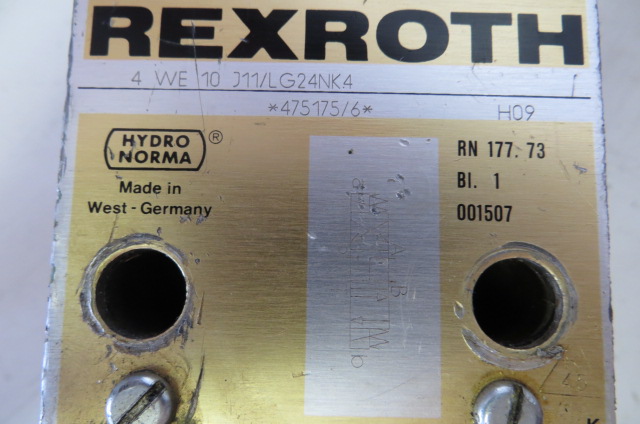 REXROTH
4 WE 10 J11/LG24NK4
*475175/6* H09
HYDRO NORMA ®
Made in
West - Germany
RN 177. 73
Bl. 1
001507
a
A B
b
K